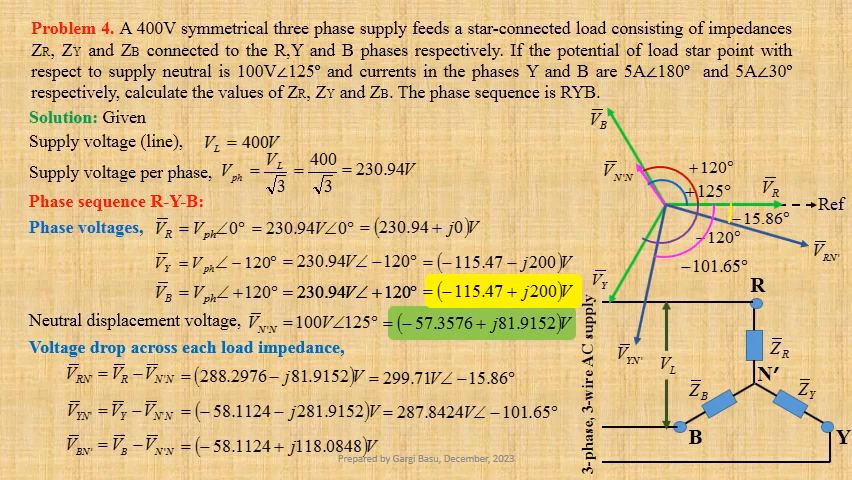 Problem 4. A 400V symmetrical three phase supply feeds a star-connected load consisting of impedances
ZR, ZY and ZB connected to the R,Y and B phases respectively. If the potential of load star point with
respect to supply neutral is 100V∠125° and currents in the phases Y and B are 5A∠180° and 5A∠30°
respectively, calculate the values of ZR, ZY and ZB. The phase sequence is RYB.
Solution: Given
Supply voltage (line), V_L = 400V
Supply voltage per phase, V_ph = V_L/√3 = 400/√3 = 230.94V
Phase sequence R-Y-B:
Phase voltages, V̅_R = V_ph∠0° = 230.94V∠0° = (230.94 + j0)V
V̅_Y = V_ph∠-120° = 230.94V∠-120° = (-115.47 - j200)V
V̅_B = V_ph∠+120° = 230.94V∠+120° = (-115.47 + j200)V
Neutral displacement voltage, V̅_N'N = 100V∠125° = (-57.3576 + j81.9152)V
Voltage drop across each load impedance,
V̅_RN' = V̅_R - V̅_N'N = (288.2976 - j81.9152)V = 299.71V∠-15.86°
V̅_YN' = V̅_Y - V̅_N'N = (-58.1124 - j281.9152)V = 287.8424V∠-101.65°
V̅_BN' = V̅_B - V̅_N'N = (-58.1124 + j118.0848)V
Prepared by Gargi Basu, December, 2023.
V̅_B
V̅_N'N
+120°
+125°
V̅_R
Ref
-15.86°
-120°
V̅_RN'
-101.65°
V̅_Y
V̅_YN'
3-phase, 3-wire AC supply
R
V_L
Z̅_R
N'
Z̅_B
Z̅_Y
B
Y